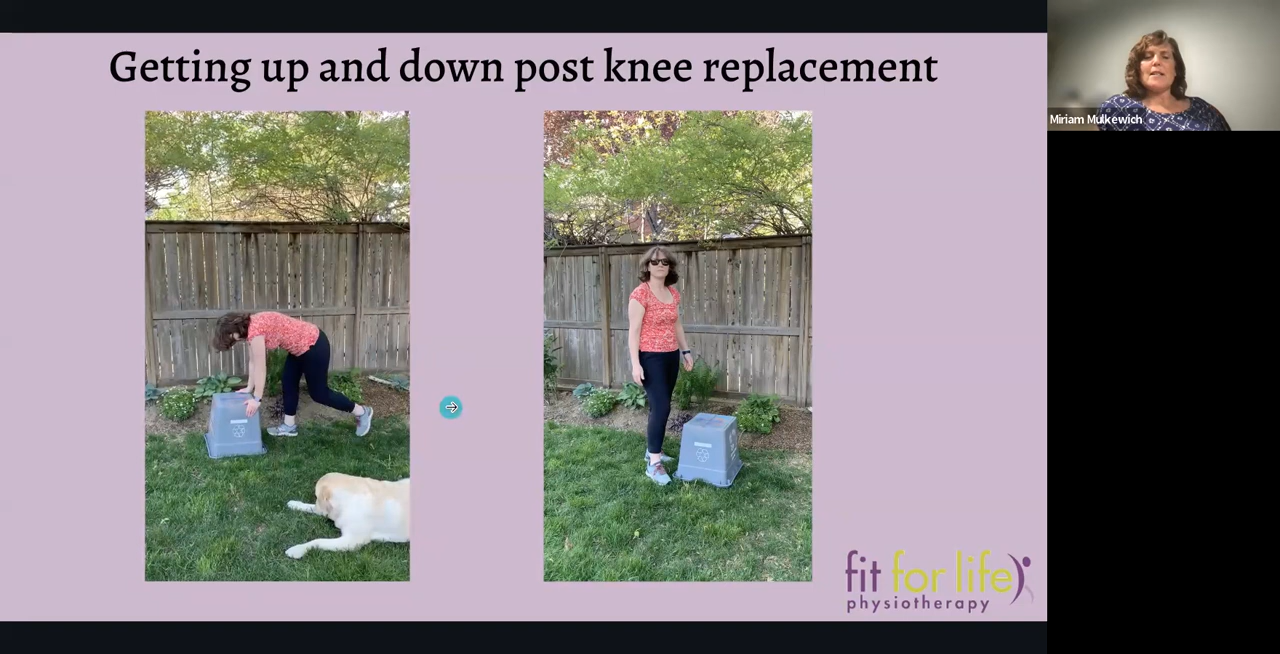 Getting up and down post knee replacement
Miriam Mulkewich
fit for life
physiotherapy